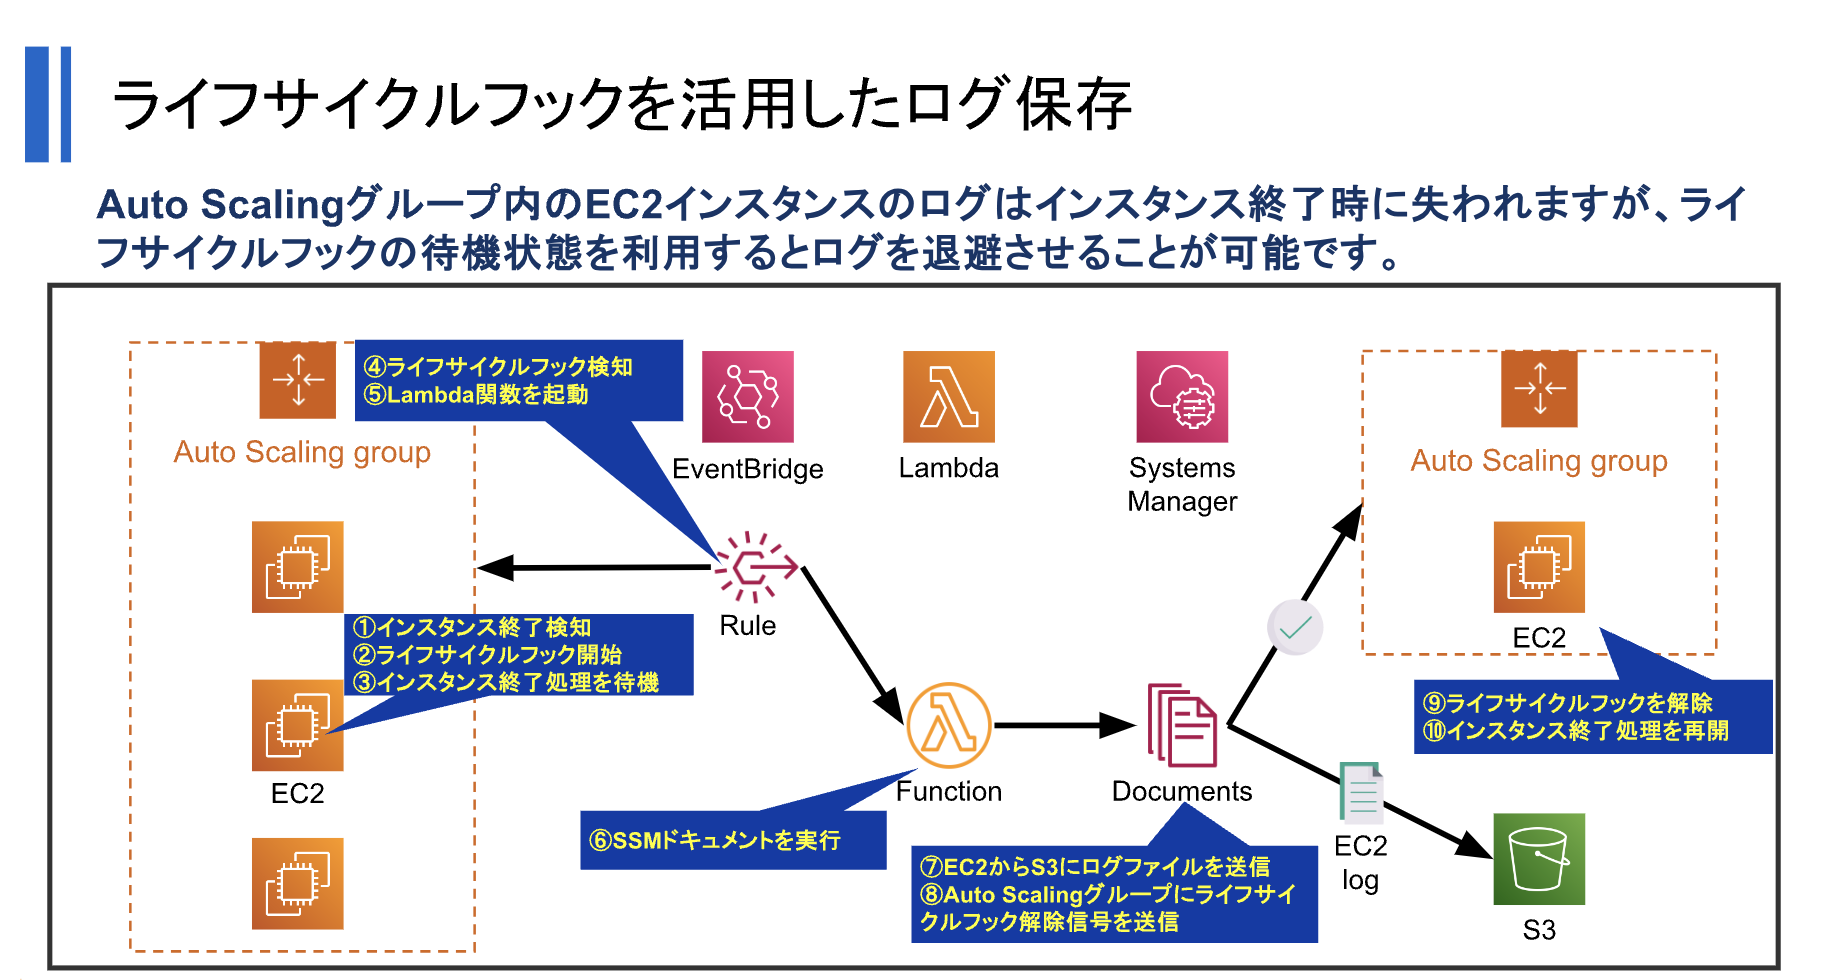 ライフサイクルフックを活用したログ保存
Auto Scalingグループ内のEC2インスタンスのログはインスタンス終了時に失われますが、ライ
フサイクルフックの待機状態を利用するとログを退避させることが可能です。
④ライフサイクルフック検知
⑤Lambda関数を起動
Auto Scaling group
EventBridge
Lambda
Systems
Manager
Auto Scaling group
Rule
①インスタンス終了検知
②ライフサイクルフック開始
③インスタンス終了処理を待機
EC2
EC2
⑨ライフサイクルフックを解除
⑩インスタンス終了処理を再開
Function
Documents
⑥SSMドキュメントを実行
⑦EC2からS3にログファイルを送信
⑧Auto Scalingグループにライフサイ
クルフック解除信号を送信
EC2
log
S3